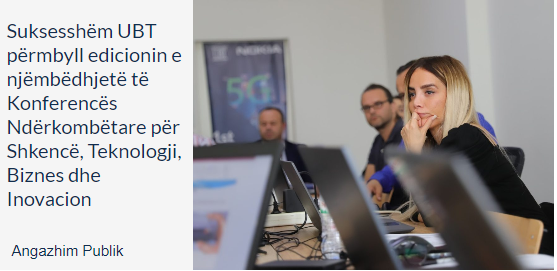 Suksesshëm UBT
përmbyll edicionin e
njëmbëdhjetë të
Konferencës
Ndërkombëtare për
Shkencë, Teknologji,
Biznes dhe
Inovacion
Angazhim Publik
NOKIA
5G